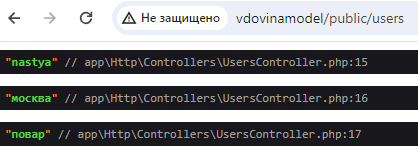 Не защищено vdovinamodel/public/users
"nastya" // app\Http\Controllers\UsersController.php:15
"москва" // app\Http\Controllers\UsersController.php:16
"повар" // app\Http\Controllers\UsersController.php:17